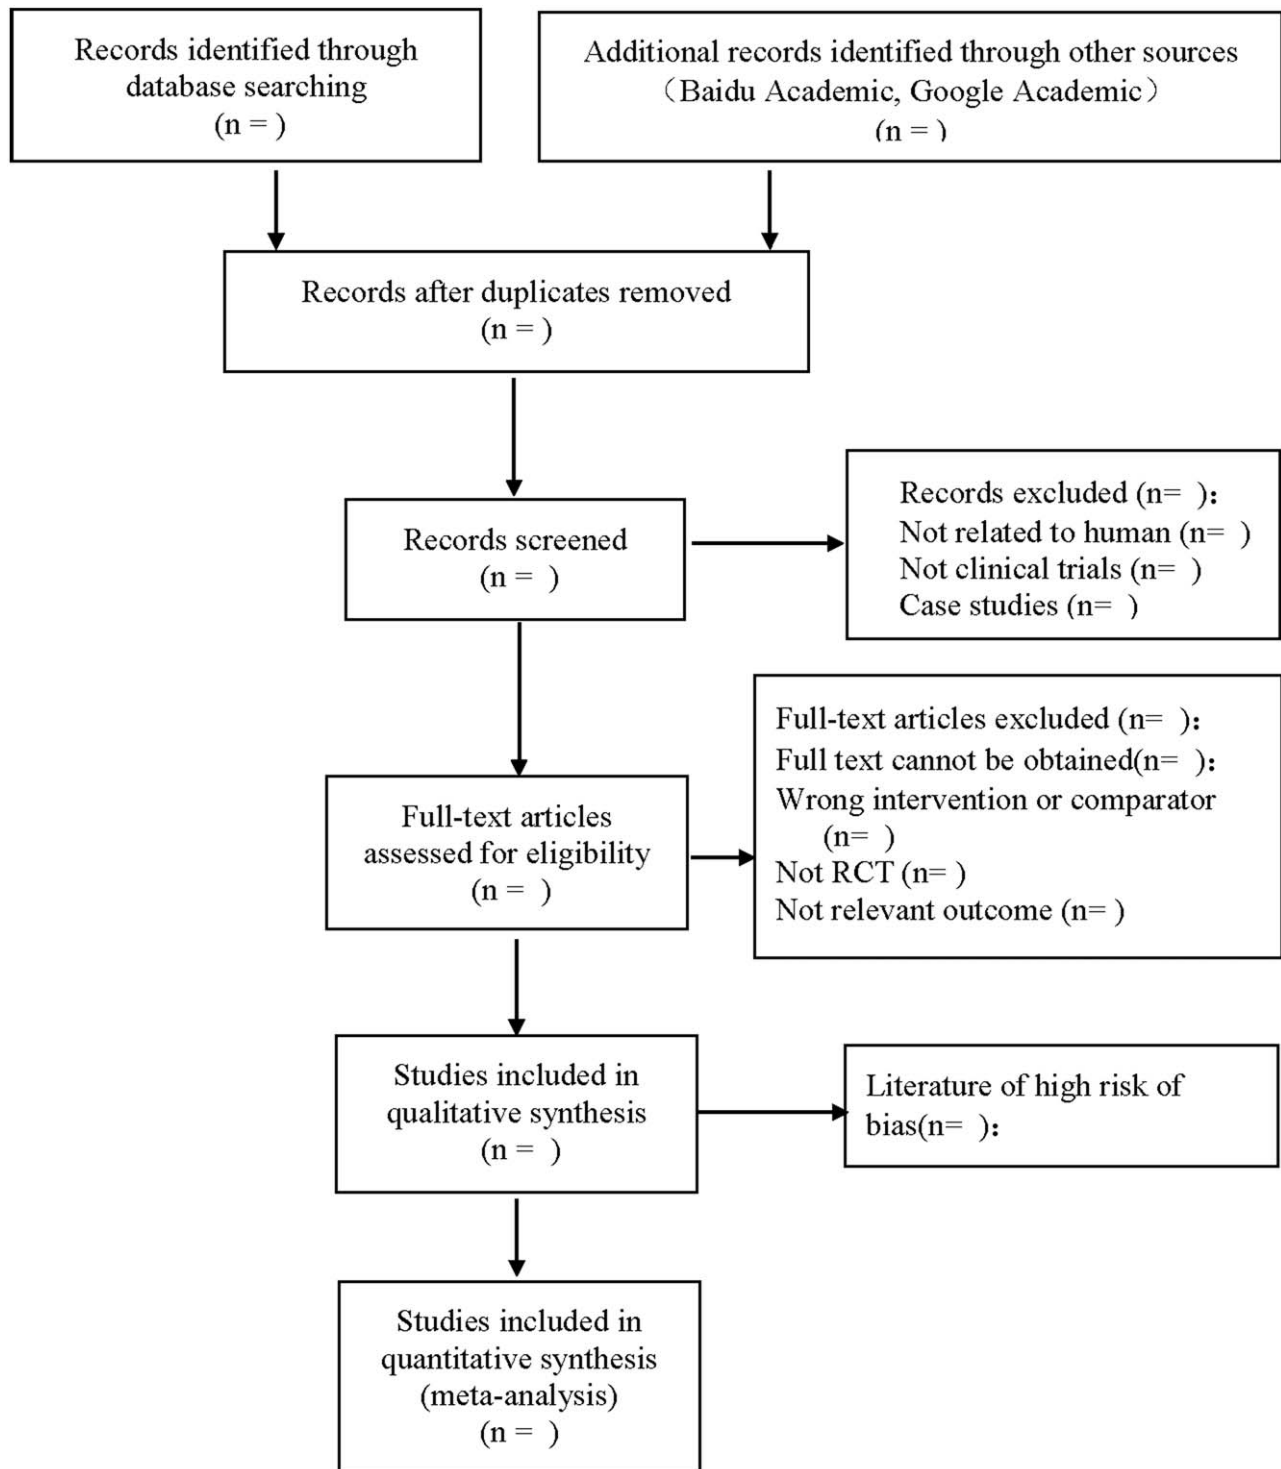 Records identified through
database searching
(n = )
Additional records identified through other sources
（Baidu Academic, Google Academic）
(n = )
Records after duplicates removed
(n = )
Records screened
(n =  )
Records excluded (n=  )：
Not related to human (n=  )
Not clinical trials (n=  )
Case studies (n=  )
Full-text articles
assessed for eligibility
(n =  )
Full-text articles excluded (n=  )：
Full text cannot be obtained(n=  )：
Wrong intervention or comparator
(n=  )
Not RCT (n= )
Not relevant outcome (n= )
Studies included in
qualitative synthesis
(n =  )
Literature of high risk of
bias(n=  )：
Studies included in
quantitative synthesis
(meta-analysis)
(n =  )